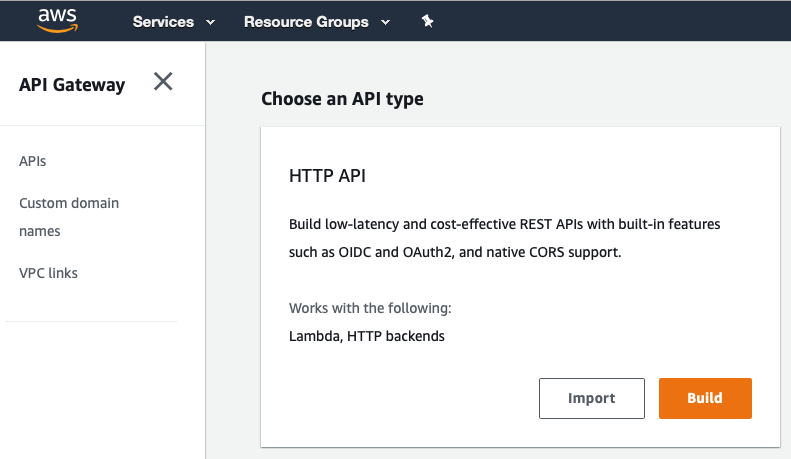 aws
Services
Resource Groups
API Gateway
APIs
Custom domain
names
VPC links
Choose an API type
HTTP API
Build low-latency and cost-effective REST APIs with built-in features
such as OIDC and OAuth2, and native CORS support.
Works with the following:
Lambda, HTTP backends
Import
Build